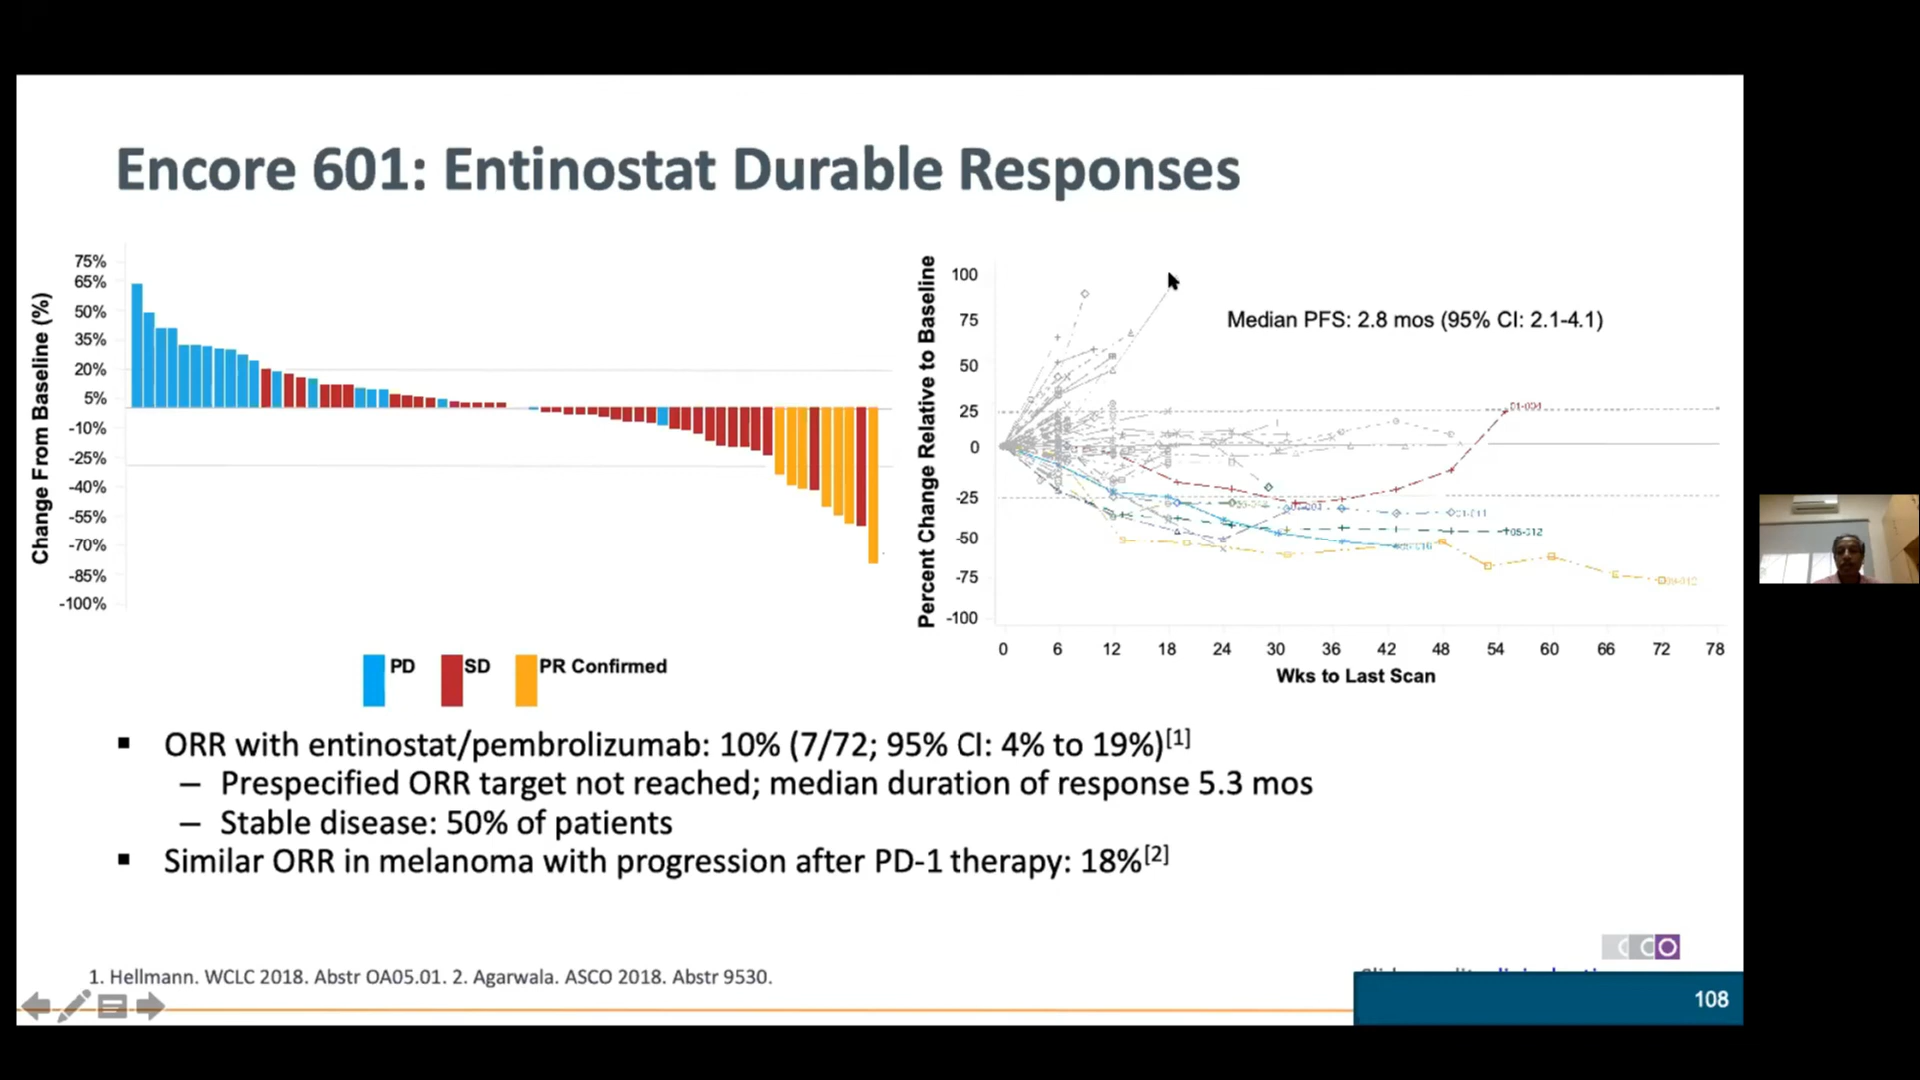 Encore 601: Entinostat Durable Responses
Change From Baseline (%)
75%
65%
50%
35%
20%
5%
-10%
-25%
-40%
-55%
-70%
-85%
-100%
PD SD PR Confirmed
Percent Change Relative to Baseline
100
75
50
25
0
-25
-50
-75
-100
Median PFS: 2.8 mos (95% CI: 2.1-4.1)
01-011
05-012
0 6 12 18 24 30 36 42 48 54 60 66 72 78
Wks to Last Scan
▪ ORR with entinostat/pembrolizumab: 10% (7/72; 95% CI: 4% to 19%)[1]
– Prespecified ORR target not reached; median duration of response 5.3 mos
– Stable disease: 50% of patients
▪ Similar ORR in melanoma with progression after PD-1 therapy: 18%[2]
CCO
1. Hellmann. WCLC 2018. Abstr OA05.01. 2. Agarwala. ASCO 2018. Abstr 9530.
108